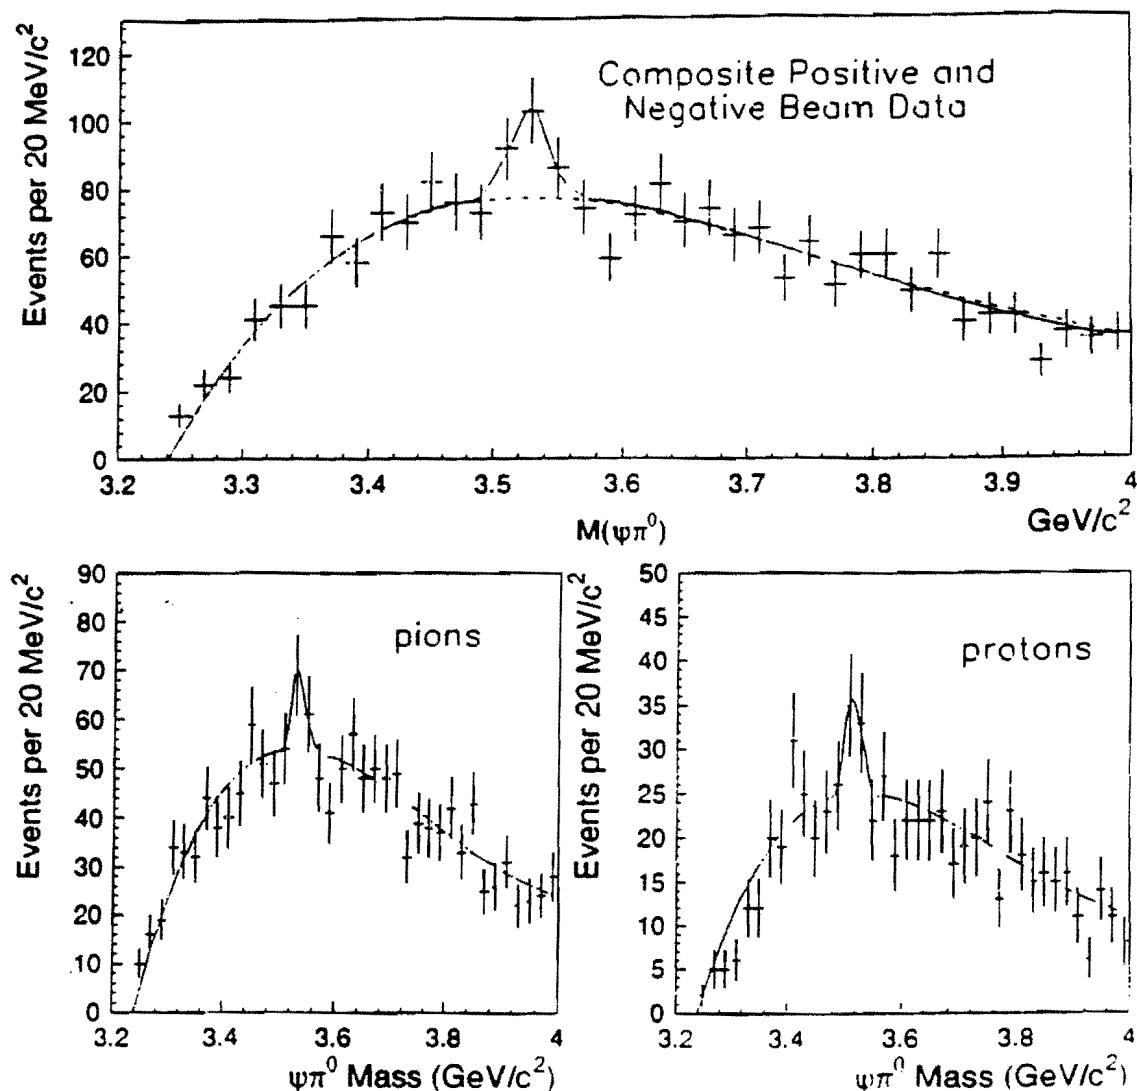 Events per 20 MeV/c²
120
100
80
60
40
20
0
Composite Positive and
Negative Beam Data
3.2 3.3 3.4 3.5 3.6 3.7 3.8 3.9 4
M(ψπ⁰)
GeV/c²
Events per 20 MeV/c²
90
80
70
60
50
40
30
20
10
0
pions
3.2 3.4 3.6 3.8 4
ψπ⁰ Mass (GeV/c²)
Events per 20 MeV/c²
50
45
40
35
30
25
20
15
10
5
0
protons
3.2 3.4 3.6 3.8 4
ψπ⁰ Mass (GeV/c²)